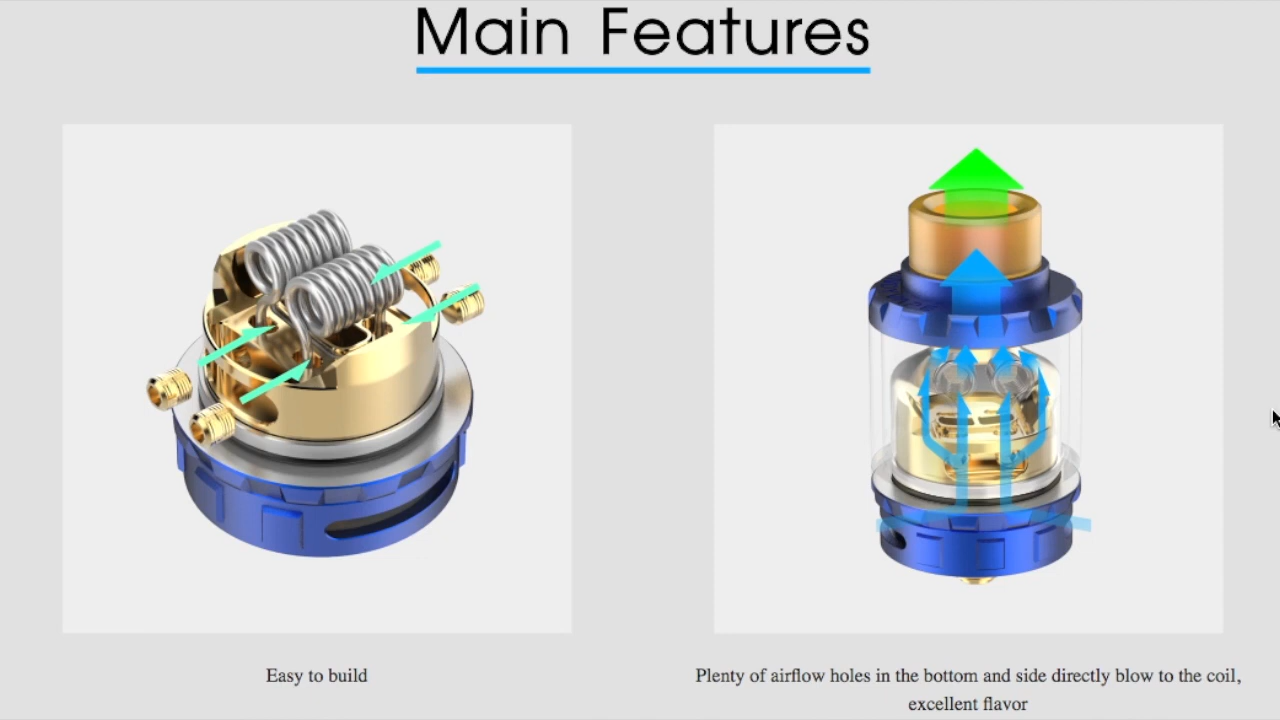 Main Features
Easy to build
Plenty of airflow holes in the bottom and side directly blow to the coil,
excellent flavor